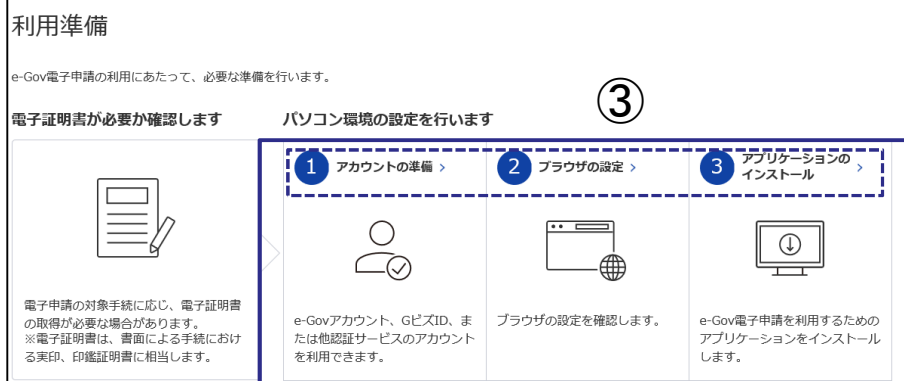 利用準備
e-Gov電子申請の利用にあたって、必要な準備を行います。
電子証明書が必要か確認します
パソコン環境の設定を行います
③
1 アカウントの準備 >
2 ブラウザの設定 >
3 アプリケーションの
インストール >
電子申請の対象手続に応じ、電子証明書
の取得が必要な場合があります。
※電子証明書は、書面による手続におけ
る実印、印鑑証明書に相当します。
e-Govアカウント、GビズID、ま
たは他認証サービスのアカウント
を利用できます。
ブラウザの設定を確認します。
e-Gov電子申請を利用するための
アプリケーションをインストール
します。